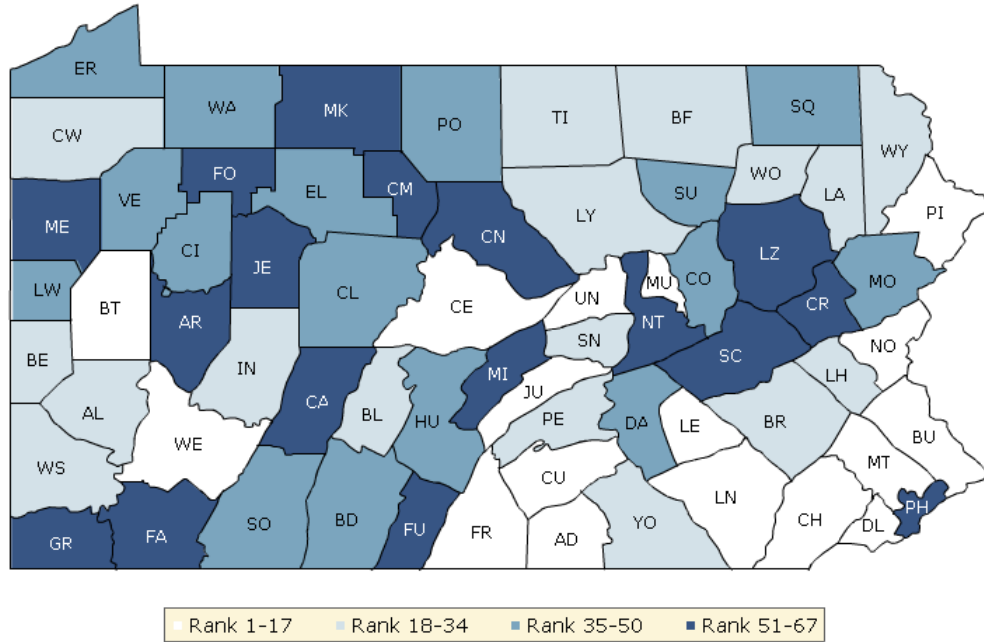 ER
WA
MK
PO
TI
BF
SQ
WY
CW
FO
EL
CM
WO
LA
VE
SU
PI
ME
CI
LY
JE
CN
LZ
MO
LW
BT
CL
CE
UN
MU
CO
CR
AR
NT
BE
SN
SC
NO
IN
MI
LH
CA
JU
AL
BL
HU
PE
DA
LE
BR
BU
WE
MT
WS
CU
LN
PH
GR
FA
SO
BD
FU
FR
AD
YO
CH
DL
Rank 1-17
Rank 18-34
Rank 35-50
Rank 51-67